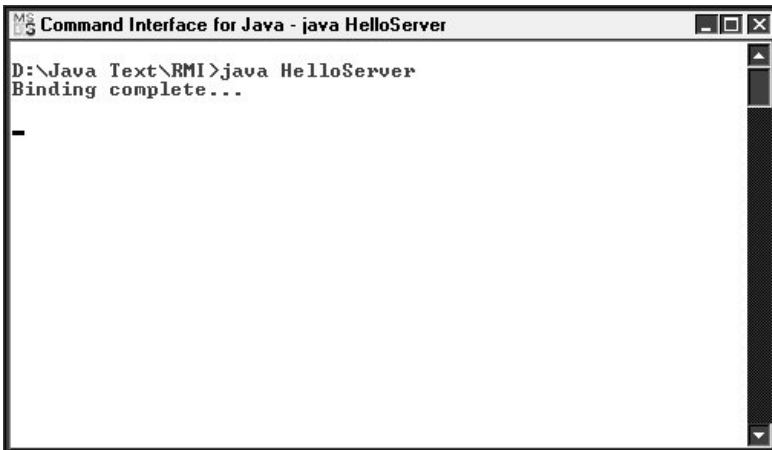 Command Interface for Java - java HelloServer
D:\Java Text\RMI>java HelloServer
Binding complete...